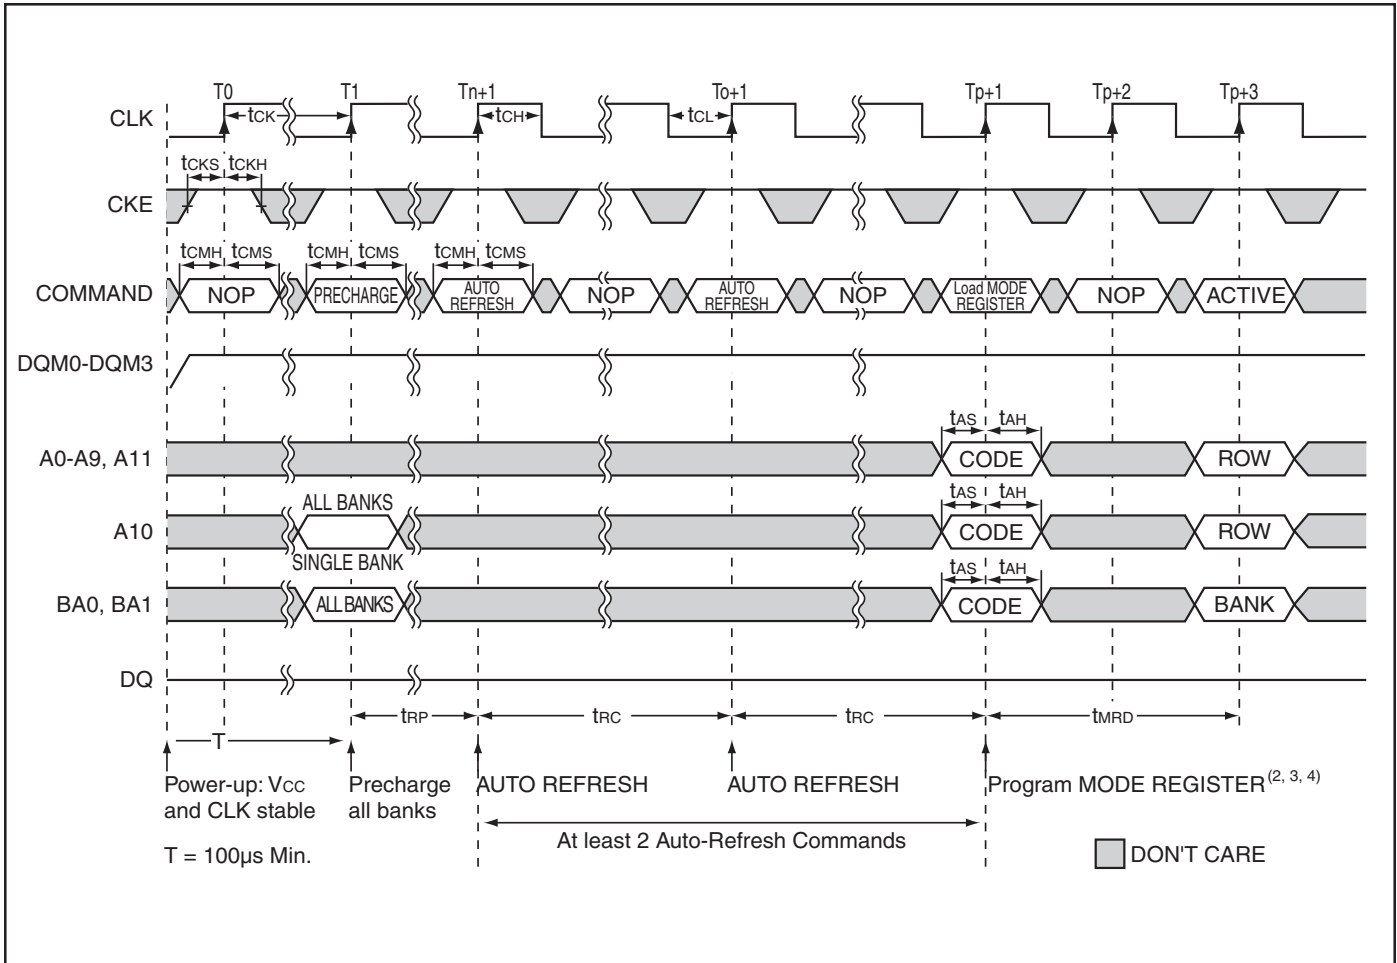 T0 T1 Tn+1 To+1 Tp+1 Tp+2 Tp+3
CLK tCK tCH tCL
tCKS tCKH
CKE
tCMH tCMS tCMH tCMS tCMH tCMS
COMMAND NOP PRECHARGE AUTO REFRESH NOP AUTO REFRESH NOP Load MODE REGISTER NOP ACTIVE
DQM0-DQM3
tAS tAH
A0-A9, A11 CODE ROW
ALL BANKS tAS tAH
A10 CODE ROW
SINGLE BANK tAS tAH
BA0, BA1 ALL BANKS CODE BANK
DQ
tRP tRC tRC tMRD
T
Power-up: VCC and CLK stable
Precharge all banks
AUTO REFRESH
AUTO REFRESH
Program MODE REGISTER(2, 3, 4)
At least 2 Auto-Refresh Commands
T = 100µs Min.
DON'T CARE